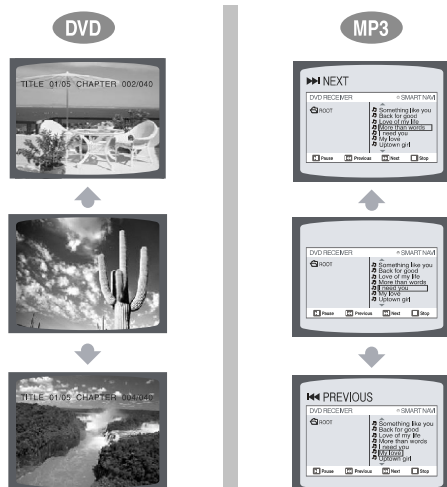 DVD
TITLE 01/05 CHAPTER 002/040
TITLE 01/05 CHAPTER 004/040
MP3
NEXT
DVD RECEIVER SMART NAVI
ROOT
Something like you
Back for good
Love of my life
More than words
I need you
My love
Uptown girl
Pause Previous Next Stop
DVD RECEIVER SMART NAVI
ROOT
Something like you
Back for good
Love of my life
More than words
I need you
My love
Uptown girl
Pause Previous Next Stop
PREVIOUS
DVD RECEIVER SMART NAVI
ROOT
Something like you
Back for good
Love of my life
More than words
I need you
My love
Uptown girl
Pause Previous Next Stop